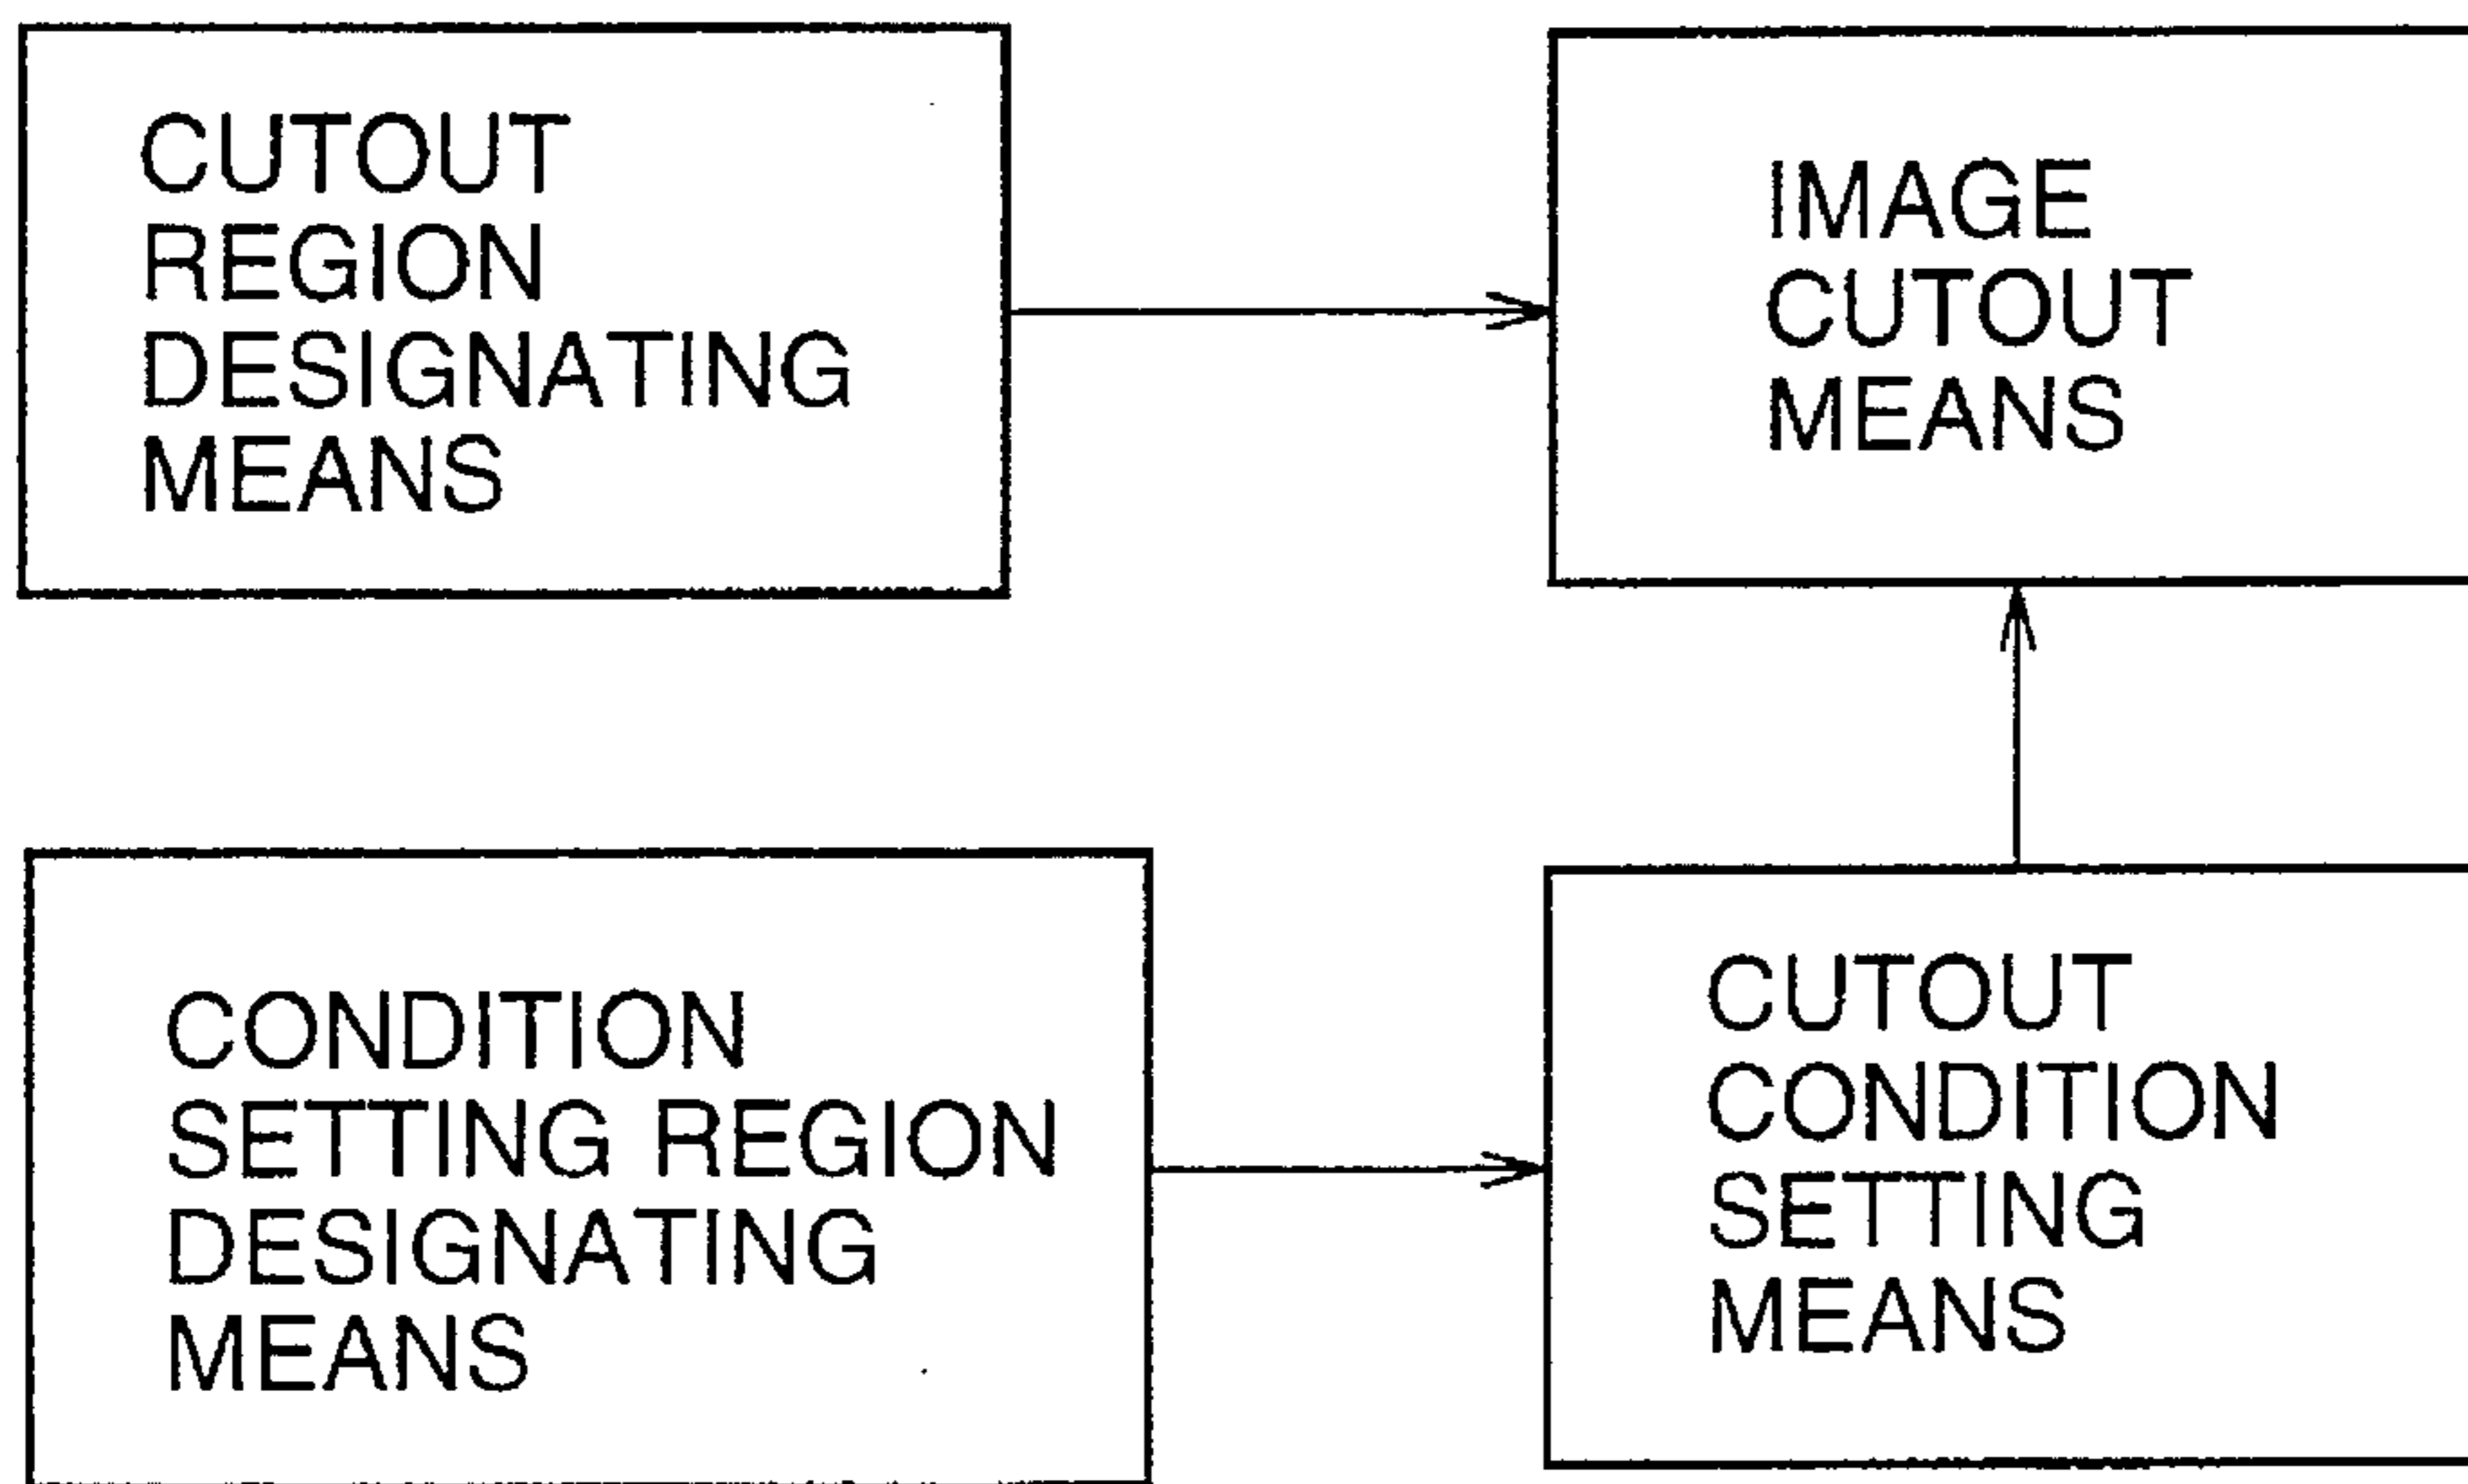 CUTOUT
REGION
DESIGNATING
MEANS
IMAGE
CUTOUT
MEANS
CONDITION
SETTING REGION
DESIGNATING
MEANS
CUTOUT
CONDITION
SETTING
MEANS